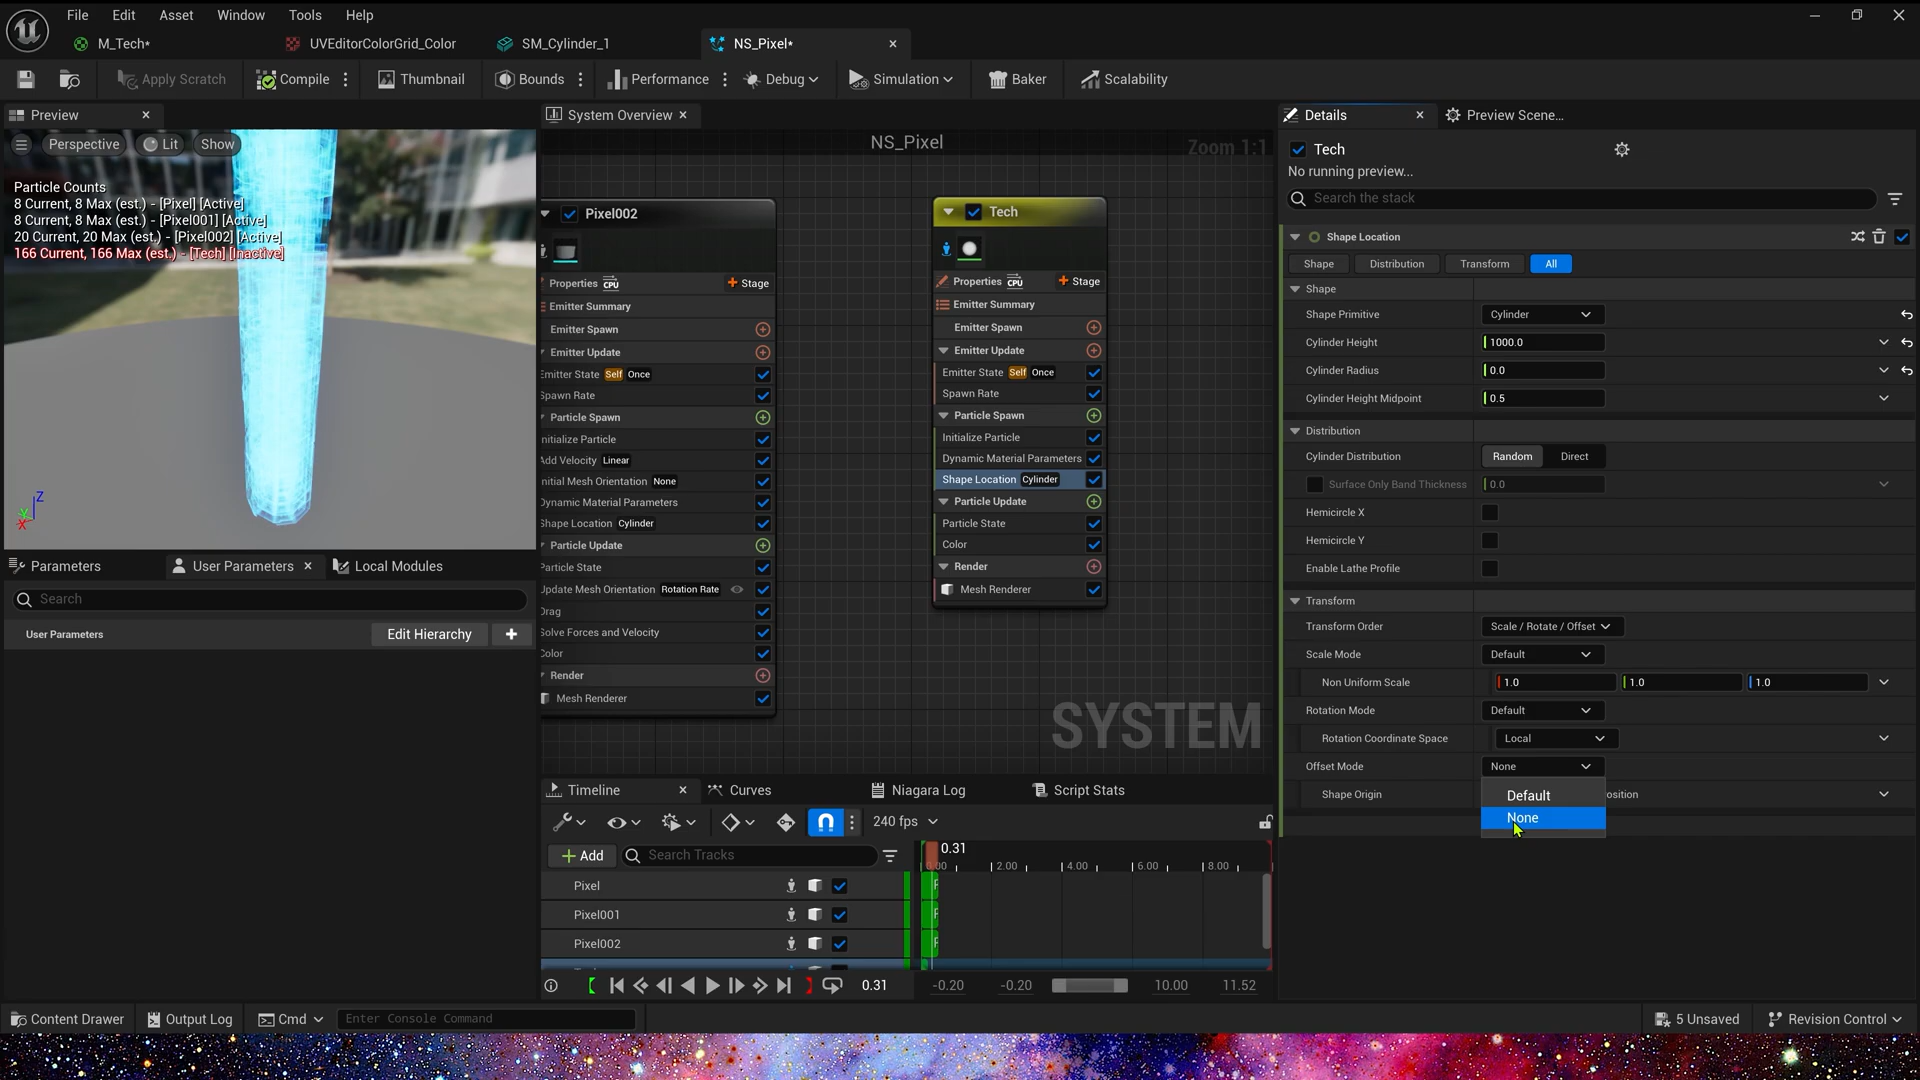 File Edit Asset Window Tools Help
M_Tech* UVEditorColorGrid_Color SM_Cylinder_1 NS_Pixel*
Apply Scratch Compile Thumbnail Bounds Performance Debug Simulation Baker Scalability
Preview
Perspective Lit Show
Particle Counts
8 Current, 8 Max (est.) - [Pixel] [Active]
8 Current, 8 Max (est.) - [Pixel001] [Active]
20 Current, 20 Max (est.) - [Pixel002] [Active]
166 Current, 166 Max (est.) - [Tech] [Inactive]
Z
Y
X
Parameters User Parameters Local Modules
Search
User Parameters Edit Hierarchy
System Overview
NS_Pixel
Zoom 1:1
Pixel002
Properties CPU Stage
Emitter Summary
Emitter Spawn
Emitter Update
Emitter State Self Once
Spawn Rate
Particle Spawn
nitialize Particle
Add Velocity Linear
nitial Mesh Orientation None
Dynamic Material Parameters
Shape Location Cylinder
Particle Update
Particle State
Update Mesh Orientation Rotation Rate
Drag
Solve Forces and Velocity
Color
Render
Mesh Renderer
Tech
Properties CPU Stage
Emitter Summary
Emitter Spawn
Emitter Update
Emitter State Self Once
Spawn Rate
Particle Spawn
Initialize Particle
Dynamic Material Parameters
Shape Location Cylinder
Particle Update
Particle State
Color
Render
Mesh Renderer
SYSTEM
Timeline Curves Niagara Log Script Stats
240 fps
Add Search Tracks
0.31
0.00 2.00 4.00 6.00 8.00
Pixel
Pixel001
Pixel002
0.31 -0.20 -0.20 10.00 11.52
Details Preview Scene...
Tech
No running preview...
Search the stack
Shape Location
Shape Distribution Transform All
Shape
Shape Primitive Cylinder
Cylinder Height 1000.0
Cylinder Radius 0.0
Cylinder Height Midpoint 0.5
Distribution
Cylinder Distribution Random Direct
Surface Only Band Thickness 0.0
Hemicircle X
Hemicircle Y
Enable Lathe Profile
Transform
Transform Order Scale / Rotate / Offset
Scale Mode Default
Non Uniform Scale 1.0 1.0 1.0
Rotation Mode Default
Rotation Coordinate Space Local
Offset Mode None
Shape Origin osition
Default
None
Content Drawer Output Log Cmd Enter Console Command 5 Unsaved Revision Control